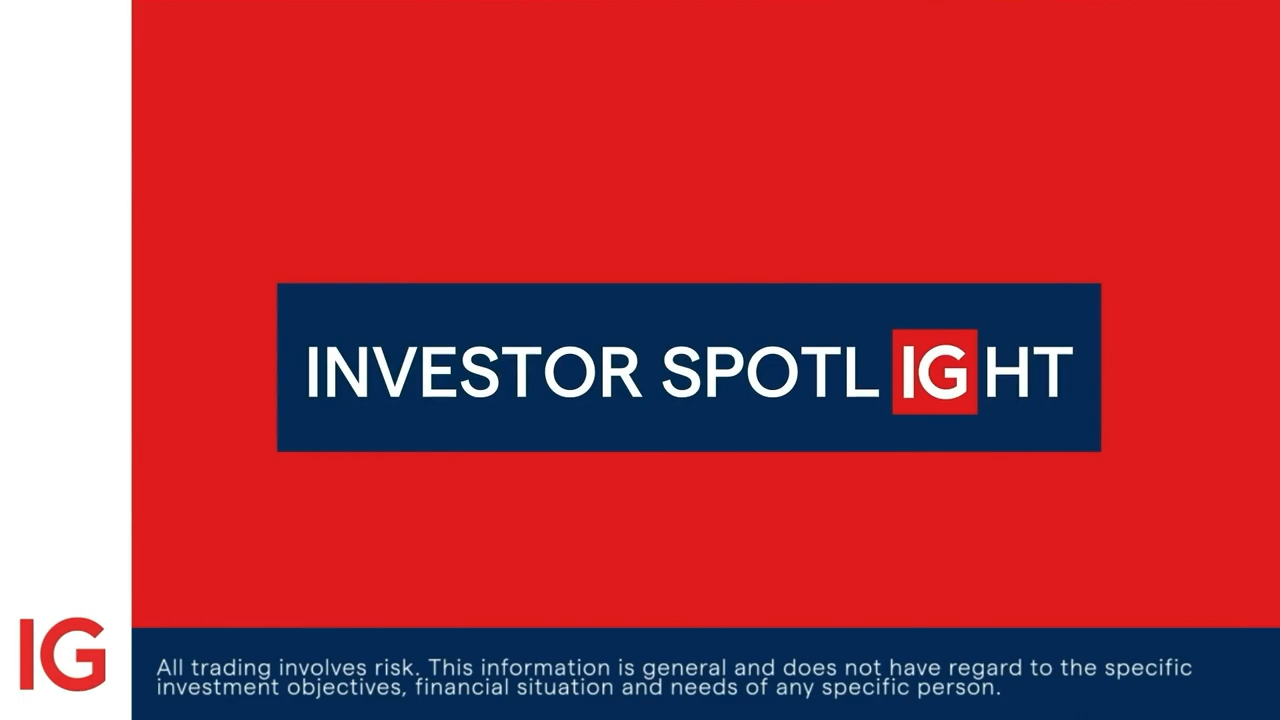 INVESTOR SPOTLIGHT
IG
All trading involves risk. This information is general and does not have regard to the specific
investment objectives, financial situation and needs of any specific person.